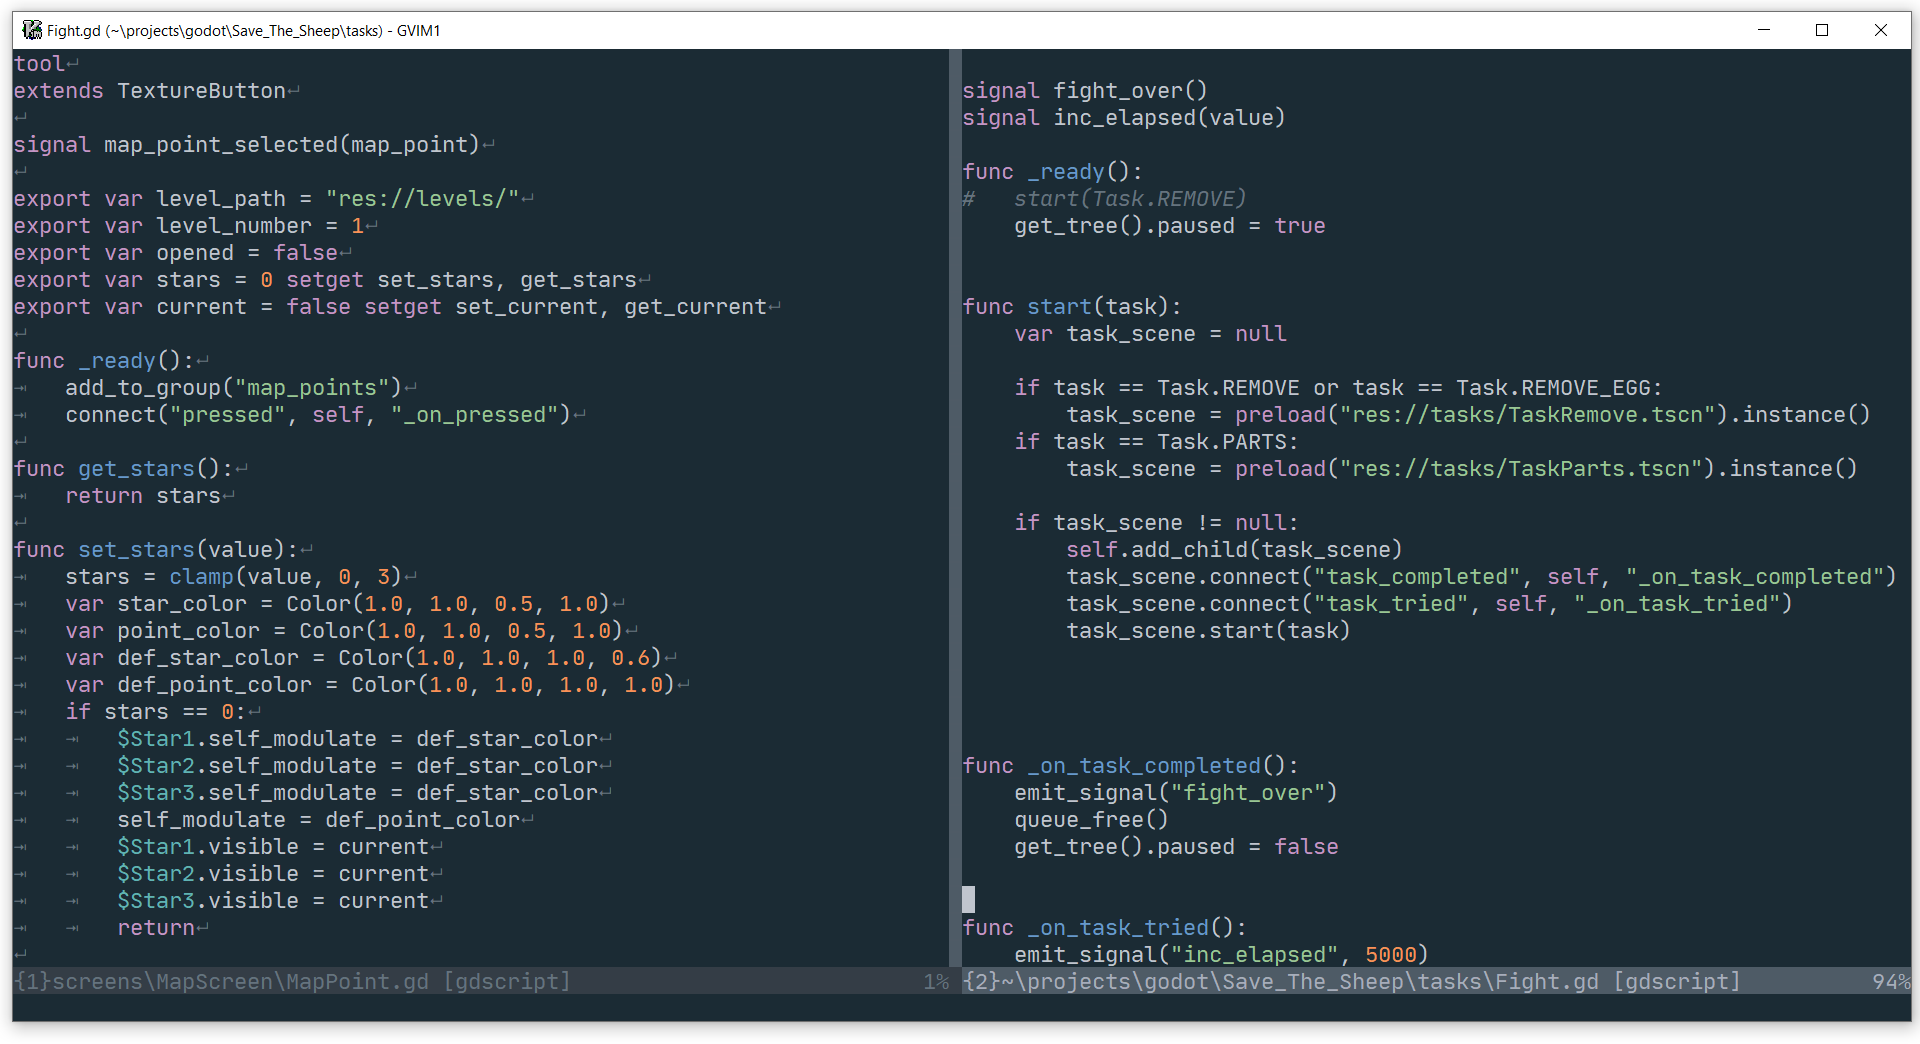 Fight.gd (~\projects\godot\Save_The_Sheep\tasks) - GVIM1
tool
extends TextureButton

signal map_point_selected(map_point)

export var level_path = "res://levels/"
export var level_number = 1
export var opened = false
export var stars = 0 setget set_stars, get_stars
export var current = false setget set_current, get_current

func _ready():
    add_to_group("map_points")
    connect("pressed", self, "_on_pressed")

func get_stars():
    return stars

func set_stars(value):
    stars = clamp(value, 0, 3)
    var star_color = Color(1.0, 1.0, 0.5, 1.0)
    var point_color = Color(1.0, 1.0, 0.5, 1.0)
    var def_star_color = Color(1.0, 1.0, 1.0, 0.6)
    var def_point_color = Color(1.0, 1.0, 1.0, 1.0)
    if stars == 0:
        $Star1.self_modulate = def_star_color
        $Star2.self_modulate = def_star_color
        $Star3.self_modulate = def_star_color
        self_modulate = def_point_color
        $Star1.visible = current
        $Star2.visible = current
        $Star3.visible = current
        return

{1}screens\MapScreen\MapPoint.gd [gdscript] 1%

signal fight_over()
signal inc_elapsed(value)

func _ready():
#   start(Task.REMOVE)
    get_tree().paused = true

func start(task):
    var task_scene = null

    if task == Task.REMOVE or task == Task.REMOVE_EGG:
        task_scene = preload("res://tasks/TaskRemove.tscn").instance()
    if task == Task.PARTS:
        task_scene = preload("res://tasks/TaskParts.tscn").instance()

    if task_scene != null:
        self.add_child(task_scene)
        task_scene.connect("task_completed", self, "_on_task_completed")
        task_scene.connect("task_tried", self, "_on_task_tried")
        task_scene.start(task)

func _on_task_completed():
    emit_signal("fight_over")
    queue_free()
    get_tree().paused = false

func _on_task_tried():
    emit_signal("inc_elapsed", 5000)
{2}~\projects\godot\Save_The_Sheep\tasks\Fight.gd [gdscript] 94%